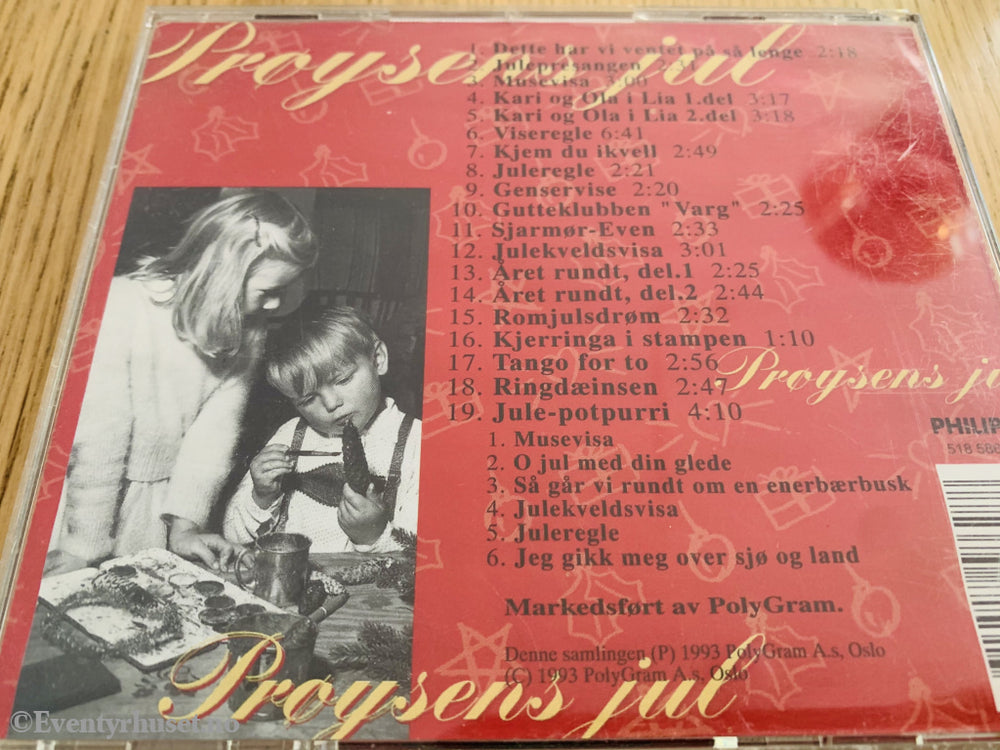 Prøysens jul
1. Dette har vi ventet på så lenge 2:18
2. Julepresangen 2:31
3. Musevisa 3:00
4. Kari og Ola i Lia 1.del 3:17
5. Kari og Ola i Lia 2.del 3:18
6. Viseregle 6:41
7. Kjem du ikvell 2:49
8. Juleregle 2:21
9. Genservise 2:20
10. Gutteklubben "Varg" 2:25
11. Sjarmør-Even 2:33
12. Julekveldsvisa 3:01
13. Året rundt, del.1 2:25
14. Året rundt, del.2 2:44
15. Romjulsdrøm 2:32
16. Kjerringa i stampen 1:10
17. Tango for to 2:56
18. Ringdæinsen 2:47
19. Jule-potpurri 4:10
1. Musevisa
2. O jul med din glede
3. Så går vi rundt om en enerbærbusk
4. Julekveldsvisa
5. Juleregle
6. Jeg gikk meg over sjø og land
Prøysens ju
PHILIP
518 586
Markedsført av PolyGram.
Denne samlingen (P) 1993 PolyGram A.s, Oslo
(C) 1993 PolyGram A.s, Oslo
Prøysens jul
©Eventyrhuset.no